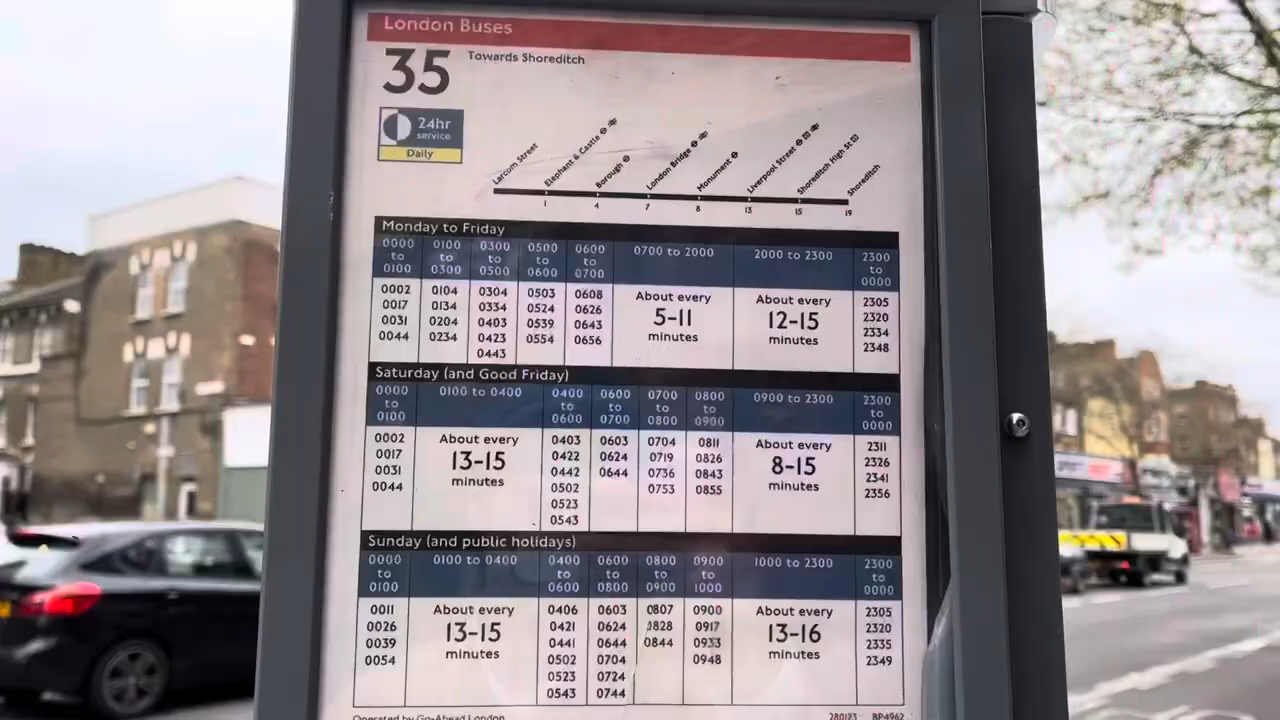 London Buses
35 Towards Shoreditch
24hr
service
Daily
Larcom Street
Elephant & Castle
Borough
London Bridge
Monument
Liverpool Street
Shoreditch High St
Shoreditch
1 4 7 8 13 15 19
Monday to Friday
0000 to 0100 0100 to 0300 0300 to 0500 0500 to 0600 0600 to 0700 0700 to 2000 2000 to 2300 2300 to 0000
0002 0104 0304 0503 0608 About every About every 2305
0017 0134 0334 0524 0626 5-11 12-15 2320
0031 0204 0403 0539 0643 minutes minutes 2334
0044 0234 0423 0554 0656 2348
0443
Saturday (and Good Friday)
0000 to 0100 0100 to 0400 0400 to 0600 0600 to 0700 0700 to 0800 0800 to 0900 0900 to 2300 2300 to 0000
0002 About every 0403 0603 0704 0811 About every 2311
0017 13-15 0422 0624 0719 0826 8-15 2326
0031 minutes 0442 0644 0736 0843 minutes 2341
0044 0502 0753 0855 2356
0523
0543
Sunday (and public holidays)
0000 to 0100 0100 to 0400 0400 to 0600 0600 to 0800 0800 to 0900 0900 to 1000 1000 to 2300 2300 to 0000
0011 About every 0406 0603 0807 0900 About every 2305
0026 13-15 0421 0624 0828 0917 13-16 2320
0039 minutes 0441 0644 0844 0933 minutes 2335
0054 0502 0704 0948 2349
0523 0724
0543 0744
Operated by Go-Ahead London 280123 BP4962